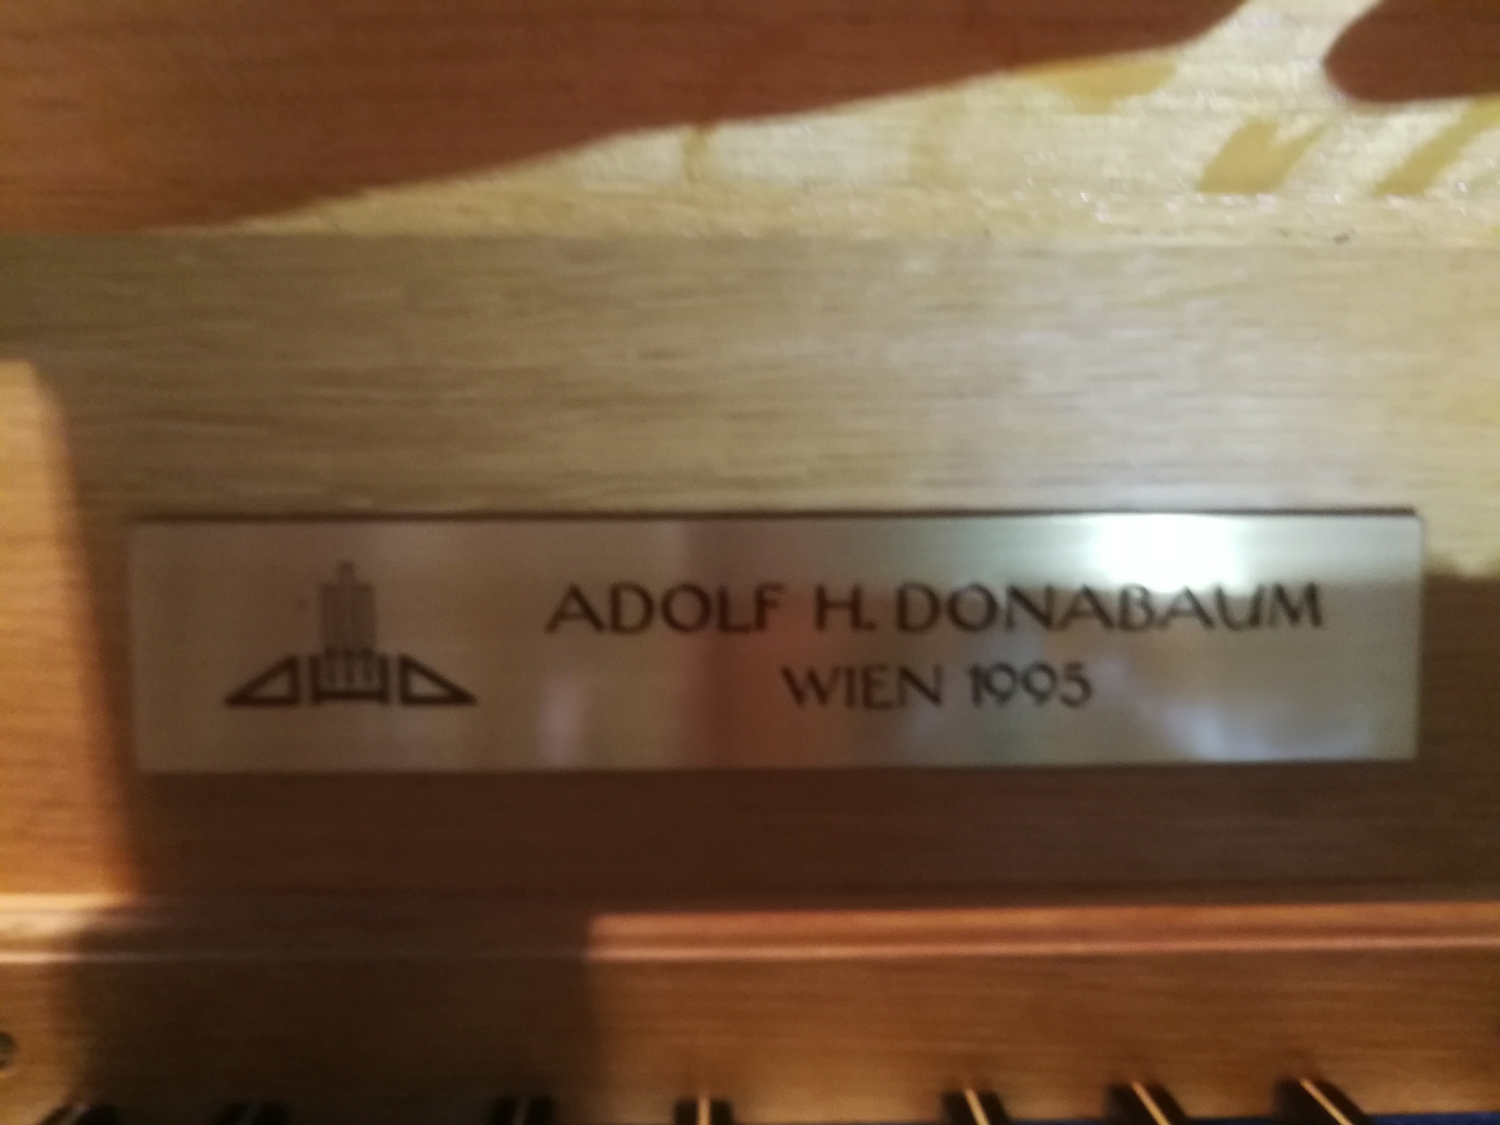 ADOLF H. DONABAUM
WIEN 1995